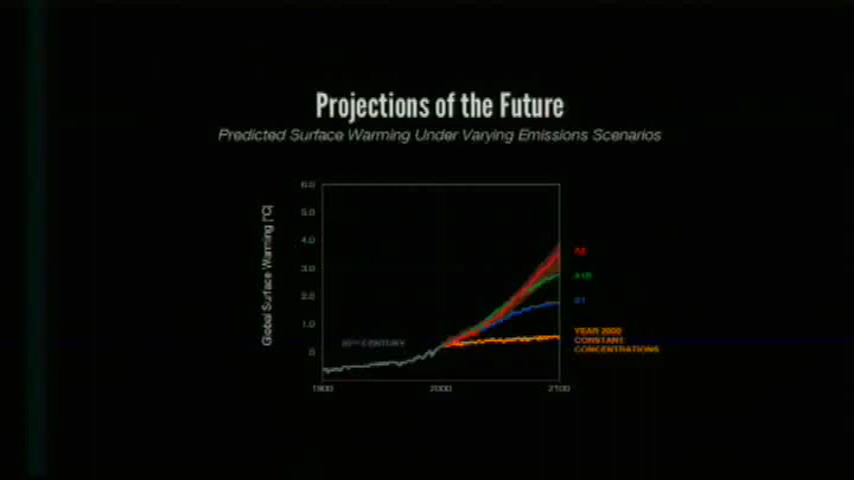 Projections of the Future
Predicted Surface Warming Under Varying Emissions Scenarios
Global Surface Warming [°C]
6.0
5.0
4.0
3.0
2.0
1.0
0
20TH CENTURY
1900
2000
2100
A2
A1B
B1
YEAR 2000
CONSTANT
CONCENTRATIONS